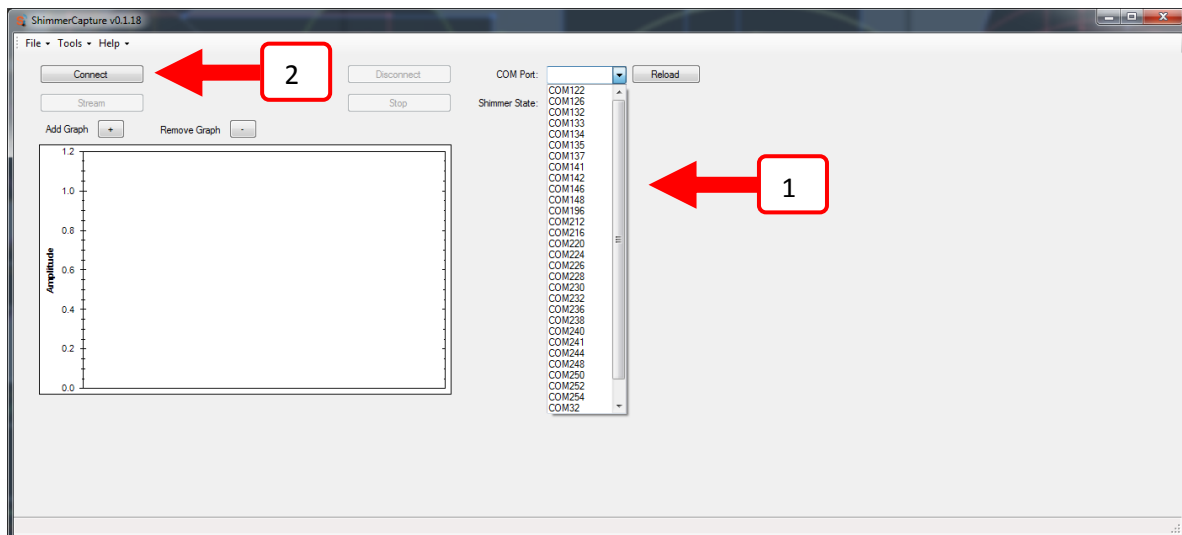 ShimmerCapture v0.1.18
File Tools Help
Connect 2 Disconnect COM Port: Reload
Stream Stop Shimmer State:
Add Graph + Remove Graph -
COM122
COM126
COM132
COM133
COM134
COM135
COM137
COM141
COM142
COM146
COM148
COM196
COM212
COM216
COM220
COM224
COM226
COM228
COM230
COM232
COM236
COM238
COM240
COM241
COM244
COM248
COM250
COM252
COM254
COM32
1
Amplitude
1.2
1.0
0.8
0.6
0.4
0.2
0.0